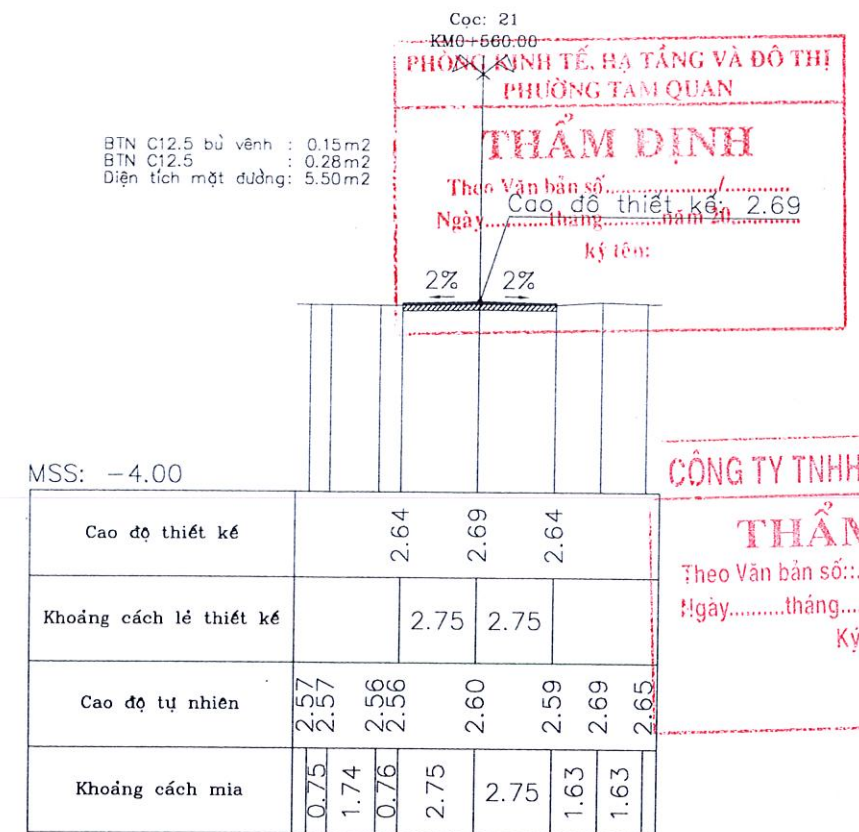 Cọc: 21
KM0+560.00
PHÒNG KINH TẾ, HẠ TẦNG VÀ ĐÔ THỊ
PHƯỜNG TAM QUAN
THẨM ĐỊNH
Theo Văn bản số..................../............
Ngày...........tháng..........năm 20............
ký tên:
BTN C12.5 bù vênh : 0.15m2
BTN C12.5 : 0.28m2
Diện tích mặt đường: 5.50m2
Cao độ thiết kế: 2.69
2% 2%
MSS: -4.00
CÔNG TY TNHH
THẨM
Theo Văn bản số::.
Ngày..........tháng....
Ký
Cao độ thiết kế 2.64 2.69 2.64
Khoảng cách lẻ thiết kế 2.75 2.75
Cao độ tự nhiên 2.57 2.57 2.56 2.56 2.60 2.59 2.69 2.65
Khoảng cách mia 0.75 1.74 0.76 2.75 2.75 1.63 1.63